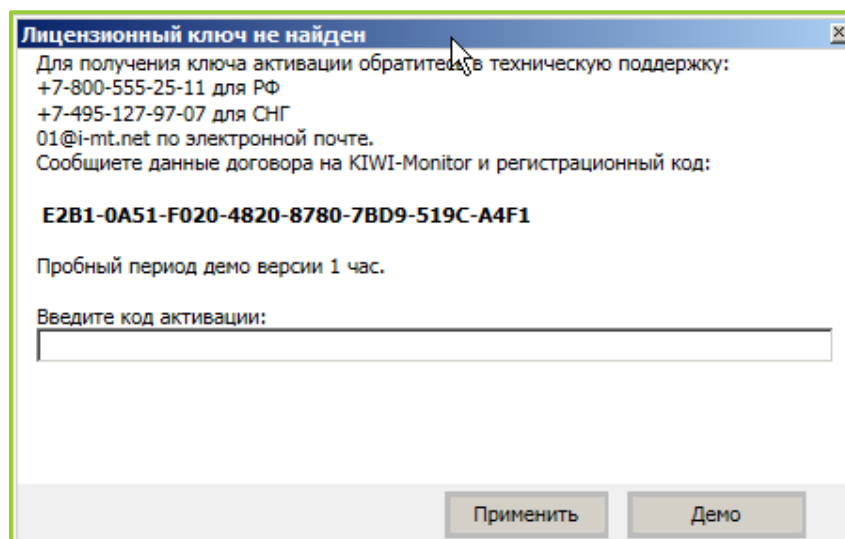 Лицензионный ключ не найден
Для получения ключа активации обратитесь в техническую поддержку:
+7-800-555-25-11 для РФ
+7-495-127-97-07 для СНГ
01@i-mt.net по электронной почте.
Сообщиете данные договора на KIWI-Monitor и регистрационный код:
E2B1-0A51-F020-4820-8780-7BD9-519C-A4F1
Пробный период демо версии 1 час.
Введите код активации:
Применить Демо